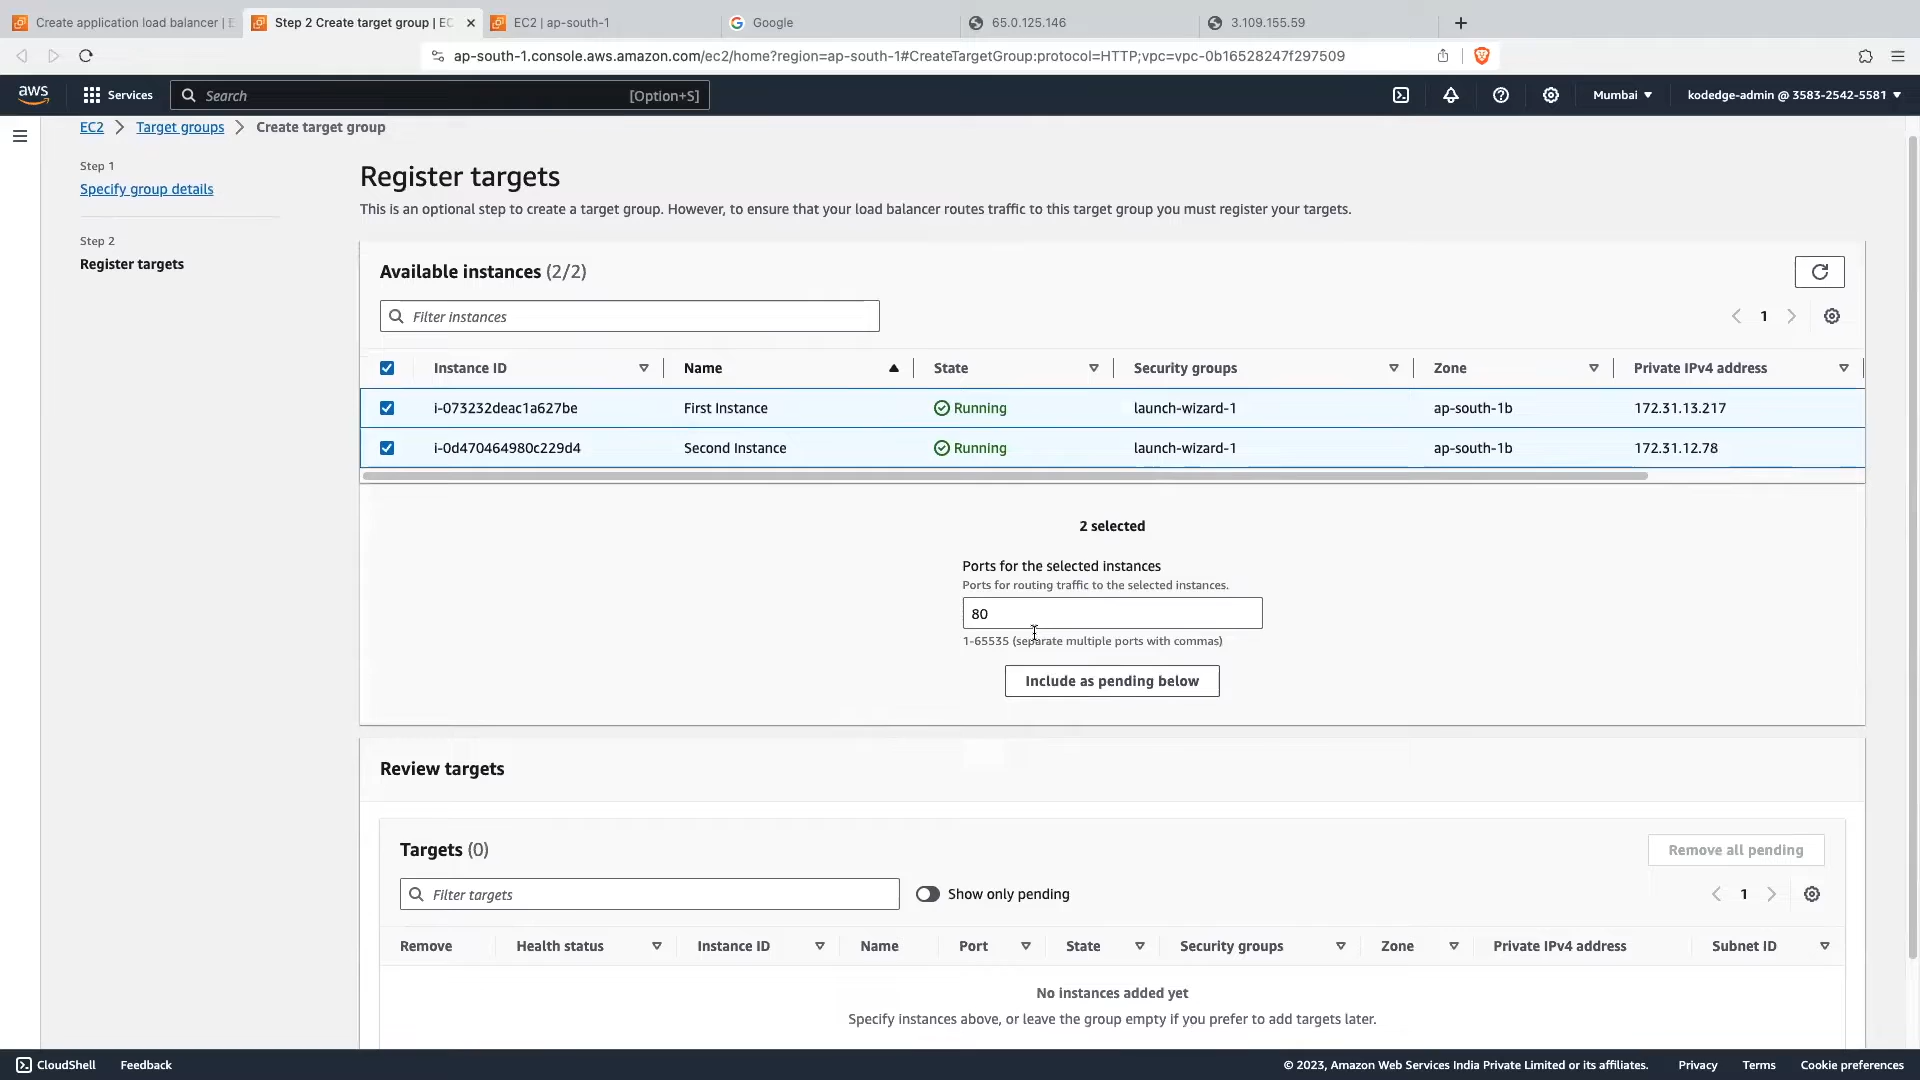 Create application load balancer | E
Step 2 Create target group | EC
EC2 | ap-south-1
Google
65.0.125.146
3.109.155.59
ap-south-1.console.aws.amazon.com/ec2/home?region=ap-south-1#CreateTargetGroup:protocol=HTTP;vpc=vpc-0b16528247f297509
aws
Services
Search
[Option+S]
Mumbai
kodedge-admin @ 3583-2542-5581
EC2
Target groups
Create target group
Step 1
Specify group details
Step 2
Register targets
Register targets
This is an optional step to create a target group. However, to ensure that your load balancer routes traffic to this target group you must register your targets.
Available instances (2/2)
Filter instances
1
Instance ID Name State Security groups Zone Private IPv4 address
i-073232deac1a627be First Instance Running launch-wizard-1 ap-south-1b 172.31.13.217
i-0d470464980c229d4 Second Instance Running launch-wizard-1 ap-south-1b 172.31.12.78
2 selected
Ports for the selected instances
Ports for routing traffic to the selected instances.
80
1-65535 (separate multiple ports with commas)
Include as pending below
Review targets
Targets (0)
Remove all pending
Filter targets
Show only pending
1
Remove Health status Instance ID Name Port State Security groups Zone Private IPv4 address Subnet ID
No instances added yet
Specify instances above, or leave the group empty if you prefer to add targets later.
CloudShell
Feedback
© 2023, Amazon Web Services India Private Limited or its affiliates.
Privacy
Terms
Cookie preferences